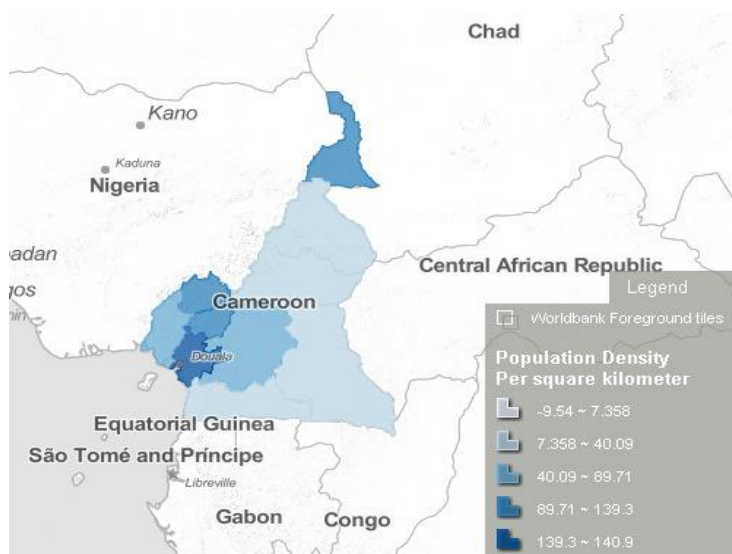 Chad
Kano
Kaduna
Nigeria
adan
gos
Central African Republic
Cameroon
Legend
Worldbank Foreground tiles
Douala
Population Density
Per square kilometer
-9.54 ~ 7.358
7.358 ~ 40.09
40.09 ~ 89.71
89.71 ~ 139.3
139.3 ~ 140.9
Equatorial Guinea
São Tomé and Príncipe
Libreville
Gabon
Congo